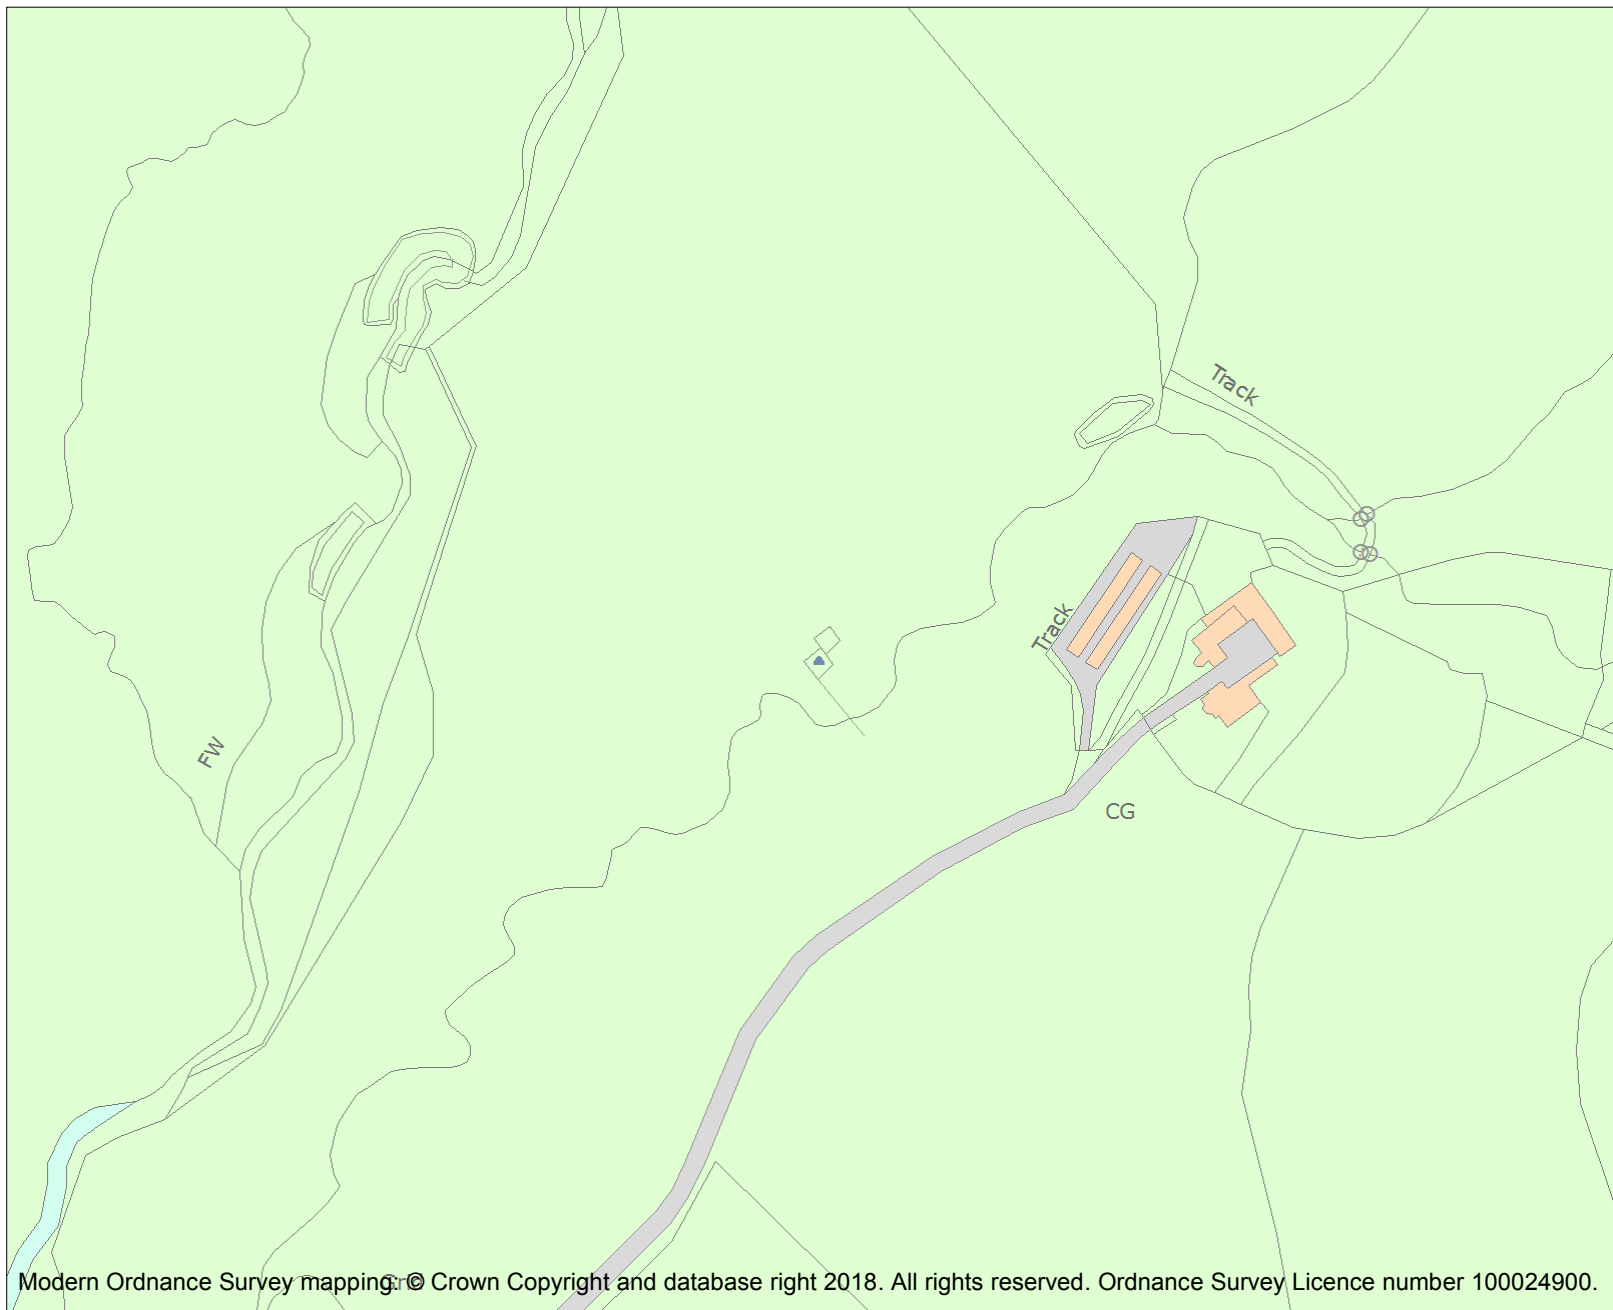 Track
Track
FW
CG
Modern Ordnance Survey mapping: © Crown Copyright and database right 2018. All rights reserved. Ordnance Survey Licence number 100024900.